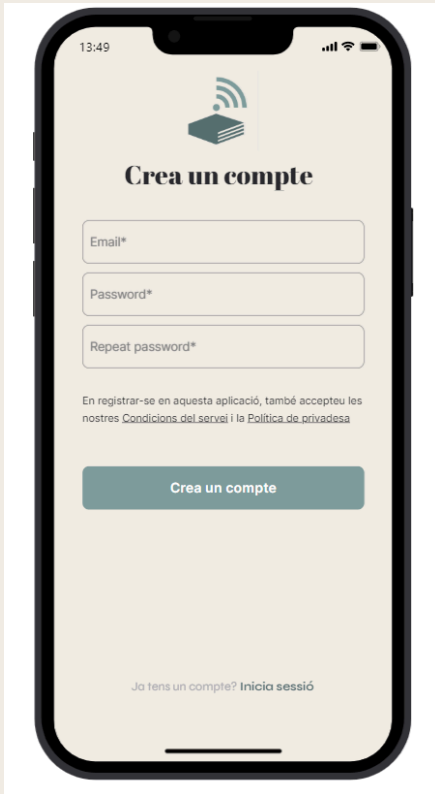 13:49
Crea un compte
Email*
Password*
Repeat password*
En registrar-se en aquesta aplicació, també accepteu les
nostres Condicions del servei i la Política de privadesa
Crea un compte
Ja tens un compte? Inicia sessió